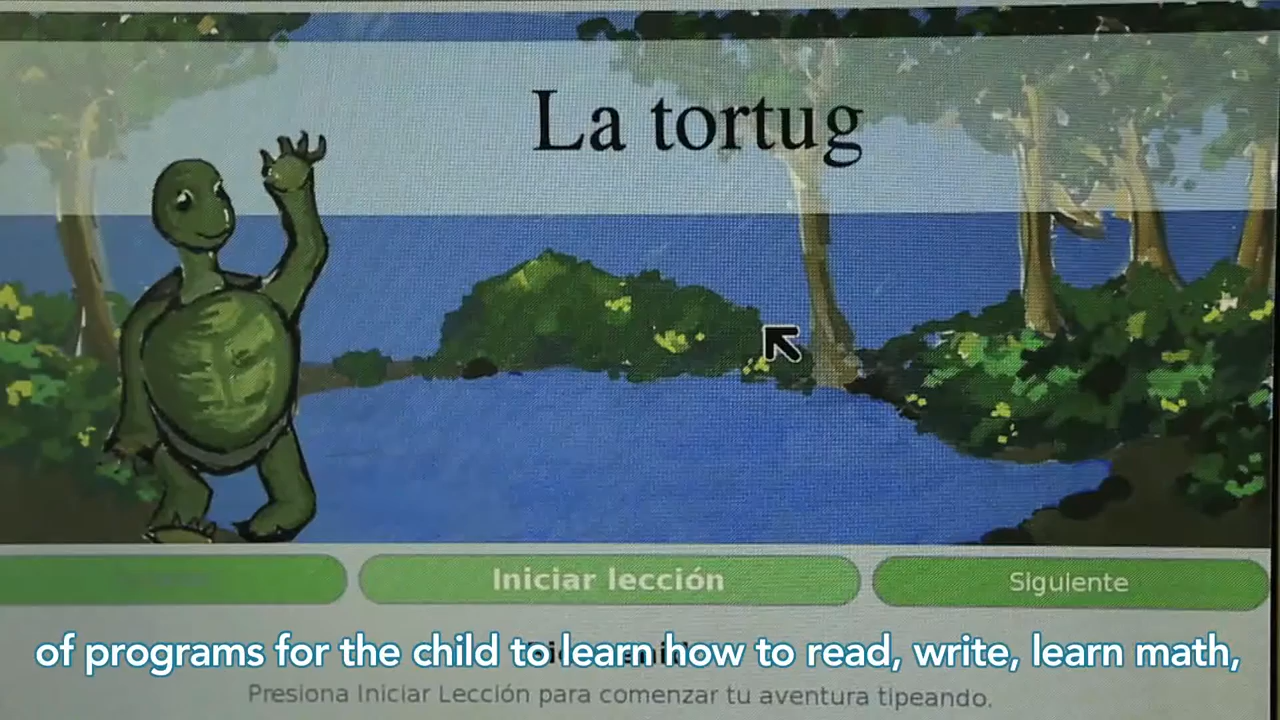 La tortug
Iniciar lección
Siguiente
of programs for the child to learn how to read, write, learn math,
Presiona Iniciar Lección para comenzar tu aventura tipeando.